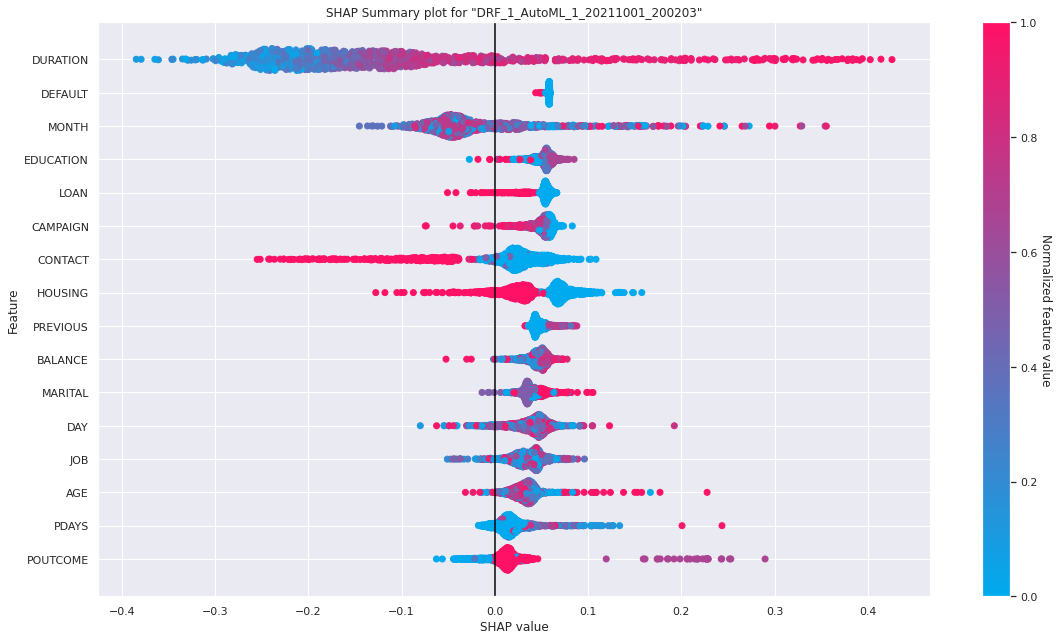 SHAP Summary plot for "DRF_1_AutoML_1_20211001_200203"
Feature
DURATION
DEFAULT
MONTH
EDUCATION
LOAN
CAMPAIGN
CONTACT
HOUSING
PREVIOUS
BALANCE
MARITAL
DAY
JOB
AGE
PDAYS
POUTCOME
−0.4 −0.3 −0.2 −0.1 0.0 0.1 0.2 0.3 0.4
SHAP value
1.0
0.8
0.6
0.4
0.2
0.0
Normalized feature value